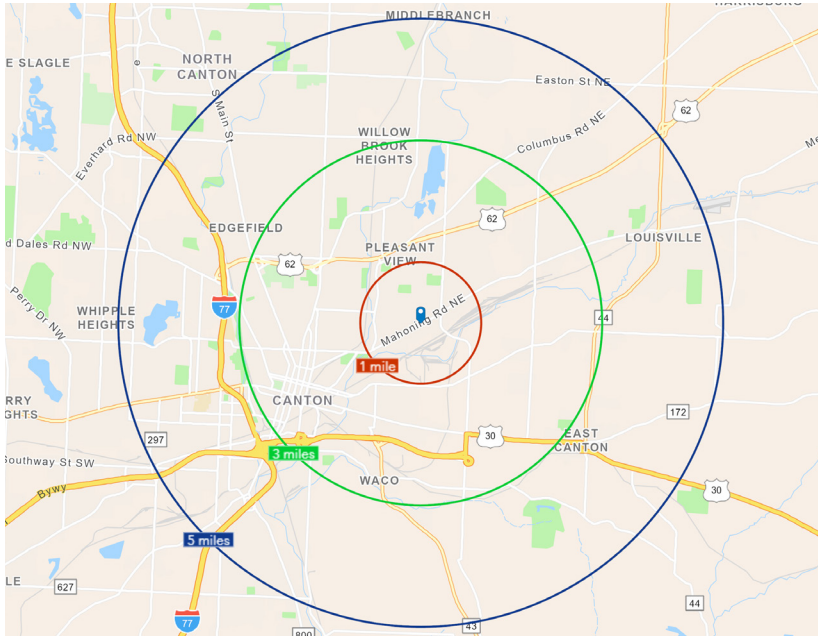 MIDDLEBRANCH
HARRISBURG
E SLAGLE
NORTH
CANTON
Easton St NE
62
S Main St
Columbus Rd NE
Everhard Rd NW
WILLOW
BROOK
HEIGHTS
62
EDGEFIELD
LOUISVILLE
d Dales Rd NW
PLEASANT
VIEW
62
Perry Dr NW
77
WHIPPLE
HEIGHTS
Mahoning Rd NE
44
1 mile
CANTON
RRY
GHTS
172
297
30
EAST
CANTON
3 miles
Southway St SW
WACO
Bywy
30
5 miles
LE
627
44
77
43
800